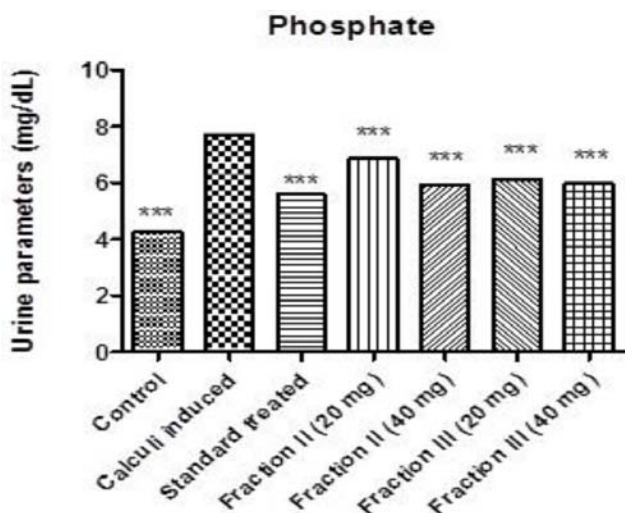 Phosphate
Urine parameters (mg/dL)
10
8
6
4
2
0
***
***
***
***
***
***
Control
Calculi induced
Standard treated
Fraction II (20 mg)
Fraction II (40 mg)
Fraction III (20 mg)
Fraction III (40 mg)